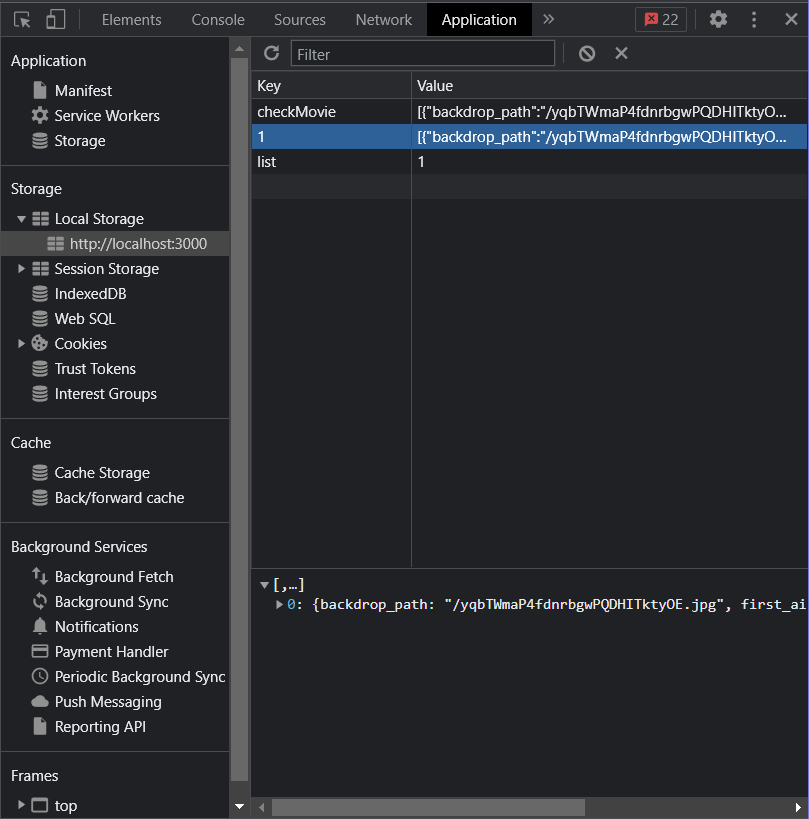 Elements Console Sources Network Application 22
Application
Manifest
Service Workers
Storage
Storage
Local Storage
http://localhost:3000
Session Storage
IndexedDB
Web SQL
Cookies
Trust Tokens
Interest Groups
Cache
Cache Storage
Back/forward cache
Background Services
Background Fetch
Background Sync
Notifications
Payment Handler
Periodic Background Sync
Push Messaging
Reporting API
Frames
top
Filter
Key Value
checkMovie [{"backdrop_path":"/yqbTWmaP4fdnrbgwPQDHITktyO...
1 [{"backdrop_path":"/yqbTWmaP4fdnrbgwPQDHITktyO...
list 1
[,…]
0: {backdrop_path: "/yqbTWmaP4fdnrbgwPQDHITktyOE.jpg", first_ai